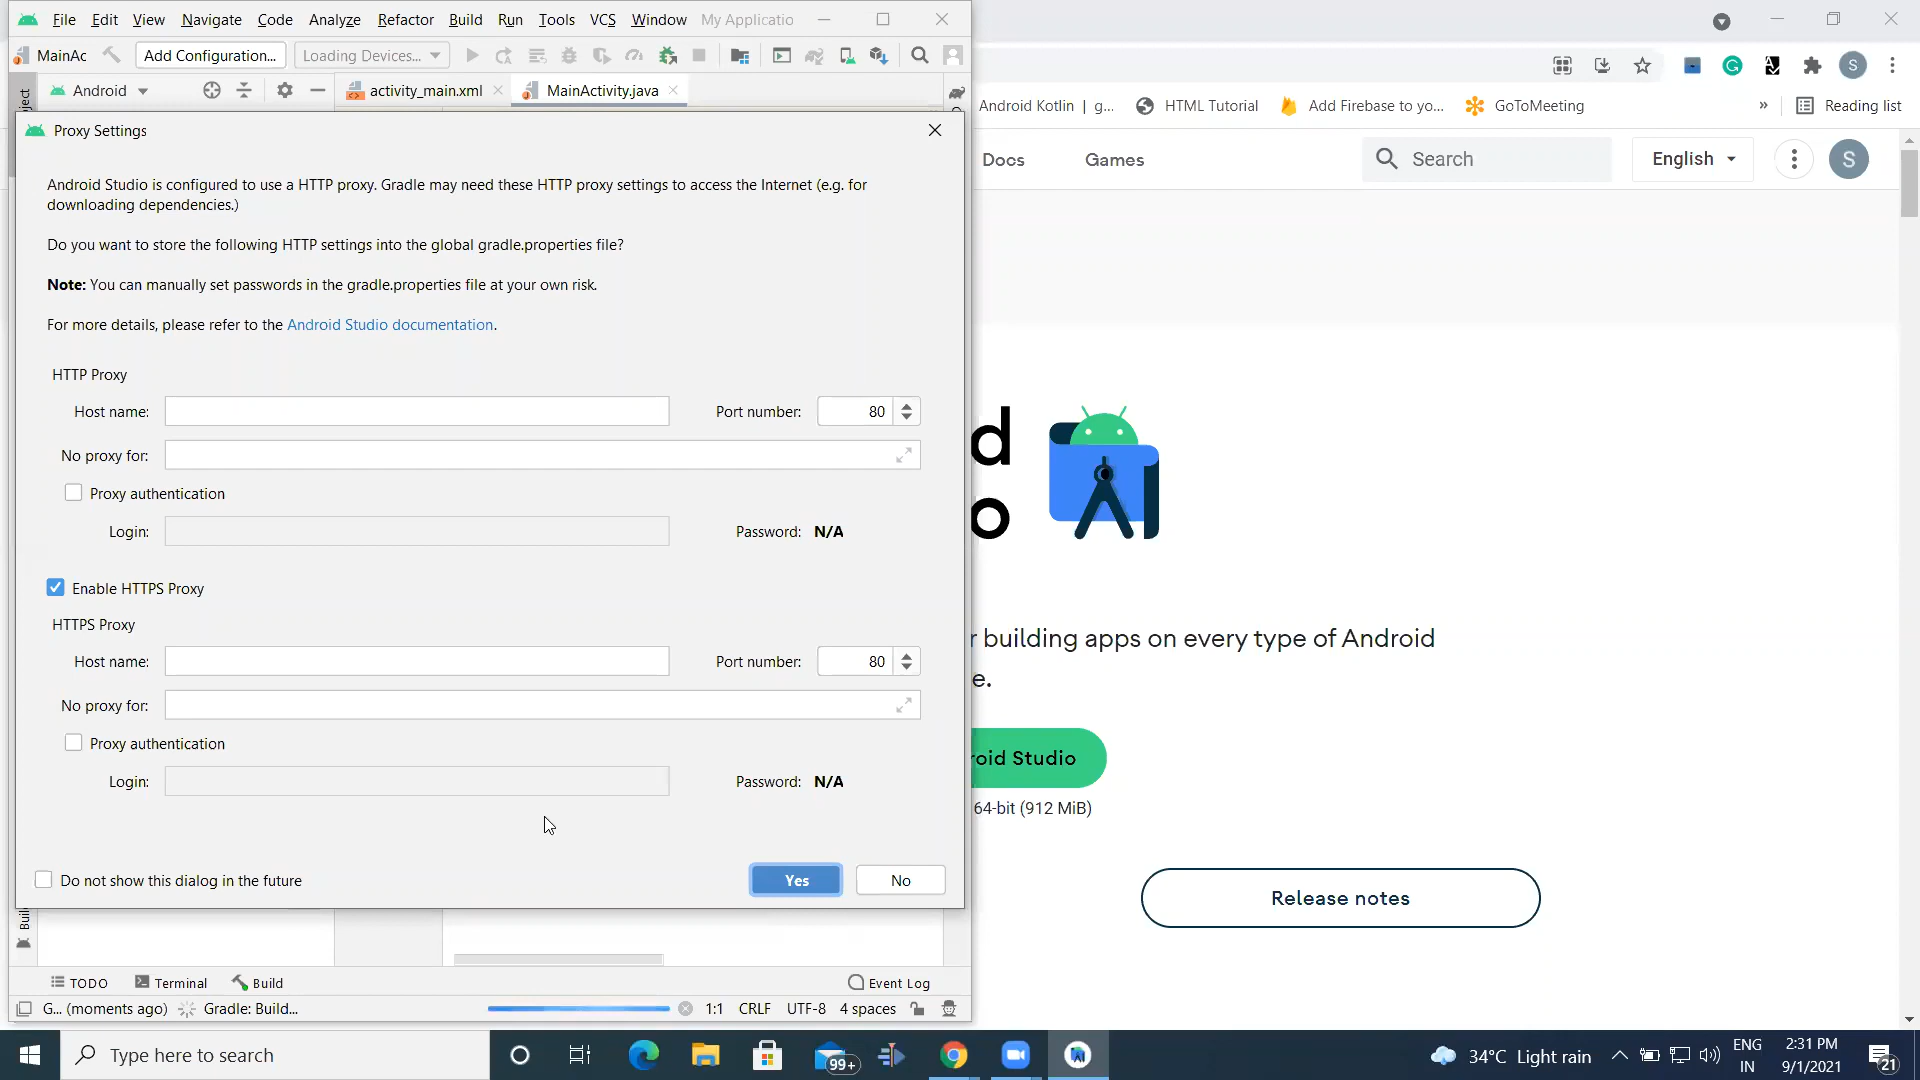 File Edit View Navigate Code Analyze Refactor Build Run Tools VCS Window My Applicatio
MainAc Add Configuration... Loading Devices...
Android activity_main.xml MainActivity.java
Android Kotlin | g... HTML Tutorial Add Firebase to yo... GoToMeeting » Reading list
S
Docs Games Search English S
Proxy Settings
Android Studio is configured to use a HTTP proxy. Gradle may need these HTTP proxy settings to access the Internet (e.g. for
downloading dependencies.)
Do you want to store the following HTTP settings into the global gradle.properties file?
Note: You can manually set passwords in the gradle.properties file at your own risk.
For more details, please refer to the Android Studio documentation.
HTTP Proxy
Host name: Port number: 80
No proxy for:
Proxy authentication
Login: Password: N/A
Enable HTTPS Proxy
HTTPS Proxy
Host name: Port number: 80
No proxy for:
Proxy authentication
Login: Password: N/A
Do not show this dialog in the future Yes No
d
o
r building apps on every type of Android
e.
roid Studio
64-bit (912 MiB)
Release notes
TODO Terminal Build Event Log
G... (moments ago) Gradle: Build... 1:1 CRLF UTF-8 4 spaces
Type here to search 99+ 34°C Light rain ENG
IN 2:31 PM
9/1/2021 21